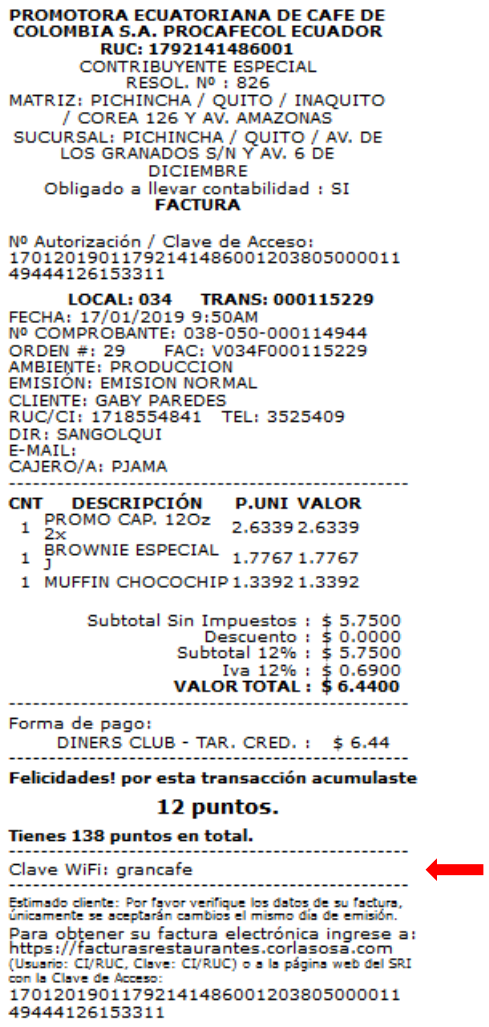 PROMOTORA ECUATORIANA DE CAFE DE
COLOMBIA S.A. PROCAFECOL ECUADOR
RUC: 1792141486001
CONTRIBUYENTE ESPECIAL
RESOL. Nº : 826
MATRIZ: PICHINCHA / QUITO / INAQUITO
/ COREA 126 Y AV. AMAZONAS
SUCURSAL: PICHINCHA / QUITO / AV. DE
LOS GRANADOS S/N Y AV. 6 DE
DICIEMBRE
Obligado a llevar contabilidad : SI
FACTURA
Nº Autorización / Clave de Acceso:
1701201901179214148600120380500001​1
49444126153311
LOCAL: 034 TRANS: 000115229
FECHA: 17/01/2019 9:50AM
Nº COMPROBANTE: 038-050-000114944
ORDEN #: 29 FAC: V034F000115229
AMBIENTE: PRODUCCION
EMISIÓN: EMISION NORMAL
CLIENTE: GABY PAREDES
RUC/CI: 1718554841 TEL: 3525409
DIR: SANGOLQUI
E-MAIL:
CAJERO/A: PJAMA
CNT DESCRIPCIÓN P.UNI VALOR
1 PROMO CAP. 12Oz 2.6339 2.6339
2x
1 BROWNIE ESPECIAL 1.7767 1.7767
J
1 MUFFIN CHOCOCHIP 1.3392 1.3392
Subtotal Sin Impuestos : $ 5.7500
Descuento : $ 0.0000
Subtotal 12% : $ 5.7500
Iva 12% : $ 0.6900
VALOR TOTAL : $ 6.4400
Forma de pago:
DINERS CLUB - TAR. CRED. : $ 6.44
Felicidades! por esta transacción acumulaste
12 puntos.
Tienes 138 puntos en total.
Clave WiFi: grancafe
Estimado cliente: Por favor verifique los datos de su factura,
únicamente se aceptarán cambios el mismo día de emisión.
Para obtener su factura electrónica ingrese a:
https://facturasrestaurantes.corlasosa.com
(Usuario: CI/RUC, Clave: CI/RUC) o a la página web del SRI
con la Clave de Acceso:
17012019011792141486001203805000011
49444126153311